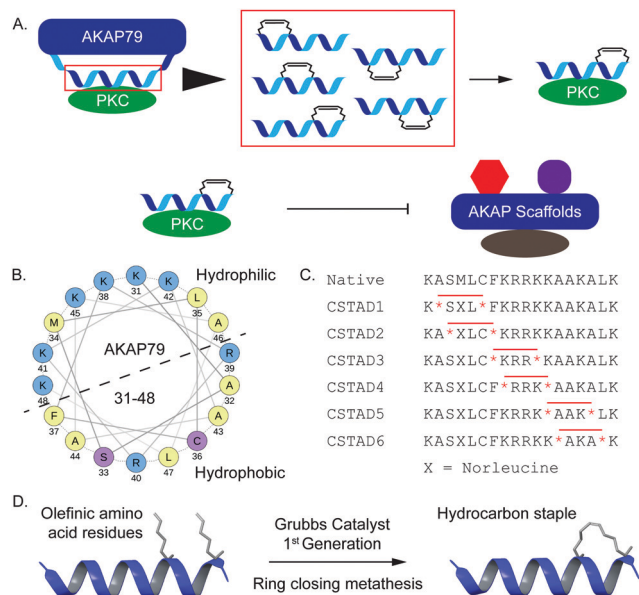 A.
AKAP79
PKC
PKC
PKC
AKAP Scaffolds
B.
Hydrophilic
K
31
K
38
K
42
K
45
L
35
M
34
A
46
K
41
R
39
AKAP79
K
48
A
32
31-48
F
37
A
43
A
44
C
36
S
33
R
40
L
47
Hydrophobic
C.
Native KASMLCFKRRKKAAKALK
CSTAD1 K*SXL*FKRRKKAAKALK
CSTAD2 KA*XLC*KRRKKAAKALK
CSTAD3 KASXLC*KRR*KAAKALK
CSTAD4 KASXLCF*RRK*AAKALK
CSTAD5 KASXLCFKRRK*AAK*LK
CSTAD6 KASXLCFKRRKK*AKA*K
X = Norleucine
D.
Olefinic amino
acid residues
Grubbs Catalyst
1st Generation
Ring closing metathesis
Hydrocarbon staple